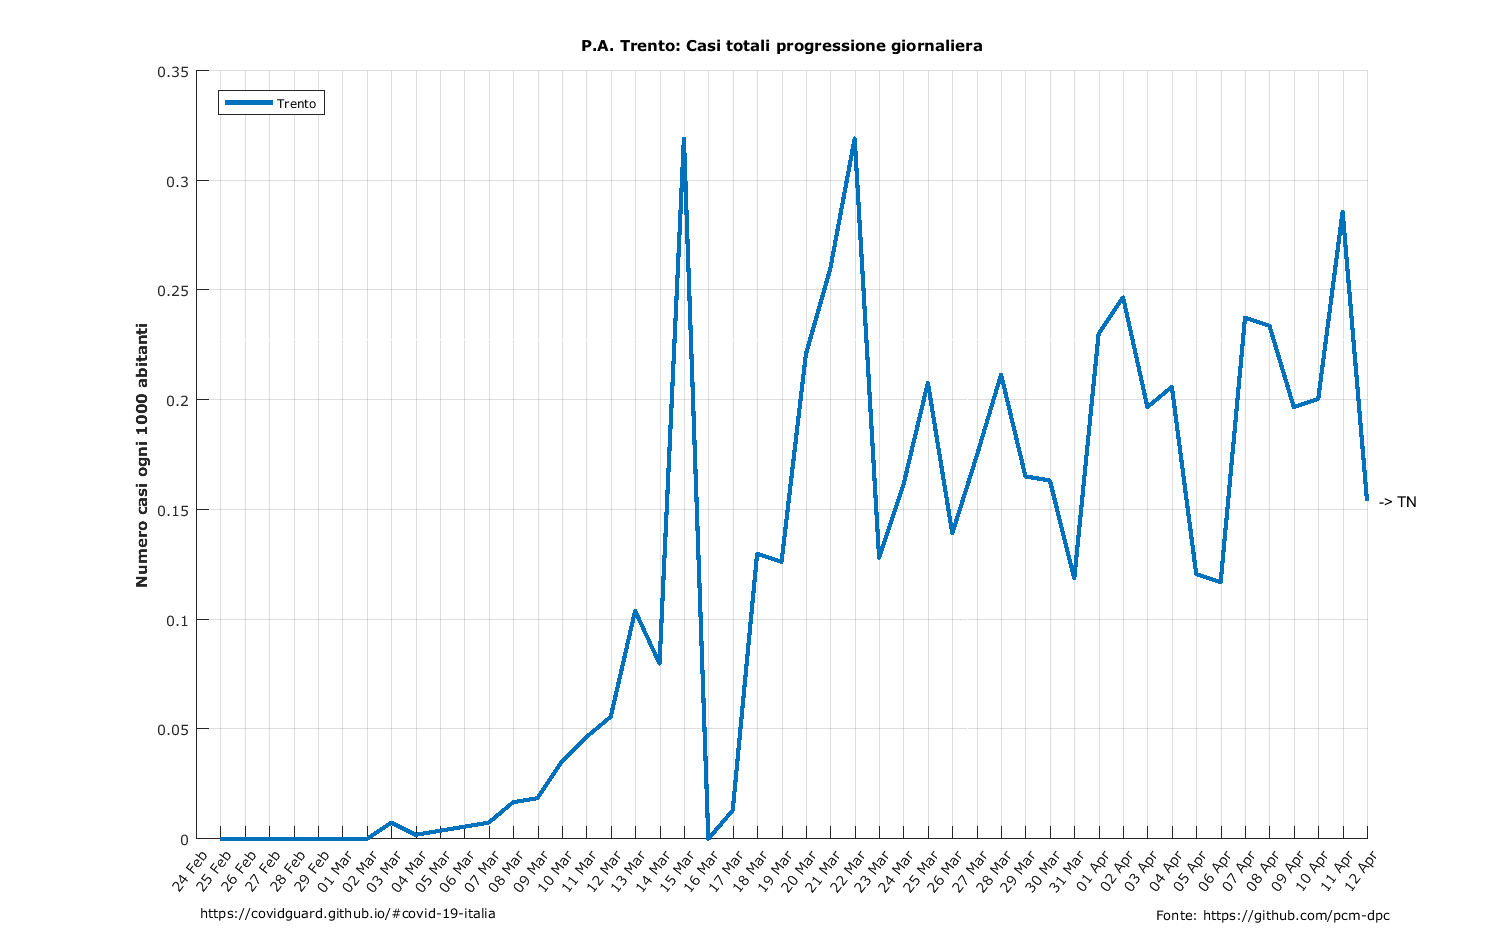 P.A. Trento: Casi totali progressione giornaliera
Trento
Numero casi ogni 1000 abitanti
0.35
0.3
0.25
0.2
0.15
0.1
0.05
0
-> TN
24 Feb
25 Feb
26 Feb
27 Feb
28 Feb
29 Feb
01 Mar
02 Mar
03 Mar
04 Mar
05 Mar
06 Mar
07 Mar
08 Mar
09 Mar
10 Mar
11 Mar
12 Mar
13 Mar
14 Mar
15 Mar
16 Mar
17 Mar
18 Mar
19 Mar
20 Mar
21 Mar
22 Mar
23 Mar
24 Mar
25 Mar
26 Mar
27 Mar
28 Mar
29 Mar
30 Mar
31 Mar
01 Apr
02 Apr
03 Apr
04 Apr
05 Apr
06 Apr
07 Apr
08 Apr
09 Apr
10 Apr
11 Apr
12 Apr
https://covidguard.github.io/#covid-19-italia
Fonte: https://github.com/pcm-dpc